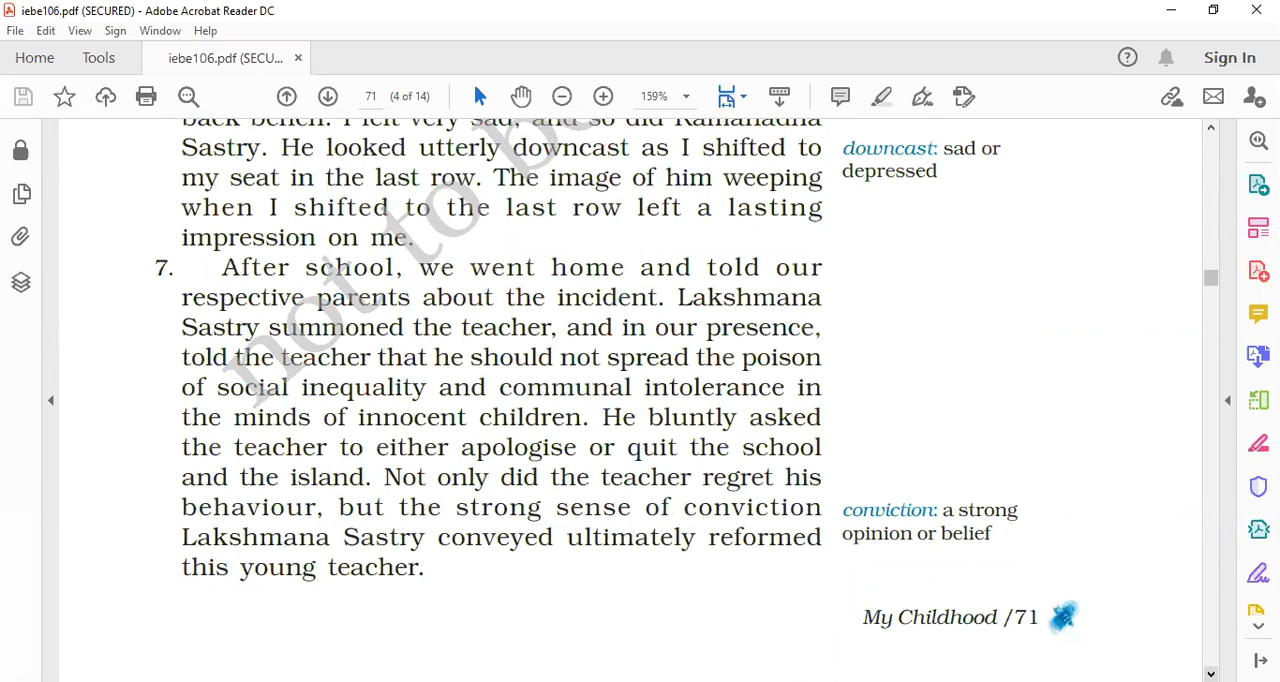 iebe106.pdf (SECURED) - Adobe Acrobat Reader DC
File Edit View Sign Window Help
Home Tools iebe106.pdf (SECU... × Sign In
71 (4 of 14) 159%
back bench. I felt very sad, and so did Ramanadha
Sastry. He looked utterly downcast as I shifted to
my seat in the last row. The image of him weeping
when I shifted to the last row left a lasting
impression on me.
downcast: sad or
depressed
7. After school, we went home and told our
respective parents about the incident. Lakshmana
Sastry summoned the teacher, and in our presence,
told the teacher that he should not spread the poison
of social inequality and communal intolerance in
the minds of innocent children. He bluntly asked
the teacher to either apologise or quit the school
and the island. Not only did the teacher regret his
behaviour, but the strong sense of conviction
Lakshmana Sastry conveyed ultimately reformed
this young teacher.
conviction: a strong
opinion or belief
My Childhood /71
not to be